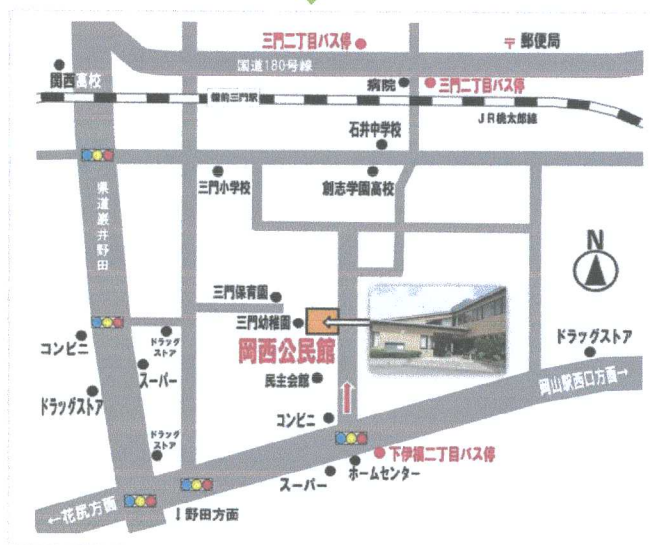 三門二丁目バス停
〒 郵便局
国道180号線
関西高校
病院
三門二丁目バス停
備前三門駅
JR桃太郎線
石井中学校
三門小学校
創志学園高校
県道巌井野田
N
三門保育園
三門幼稚園
岡西公民館
ドラッグ
ストア
コンビニ
スーパー
ドラッグストア
民主会館
ドラッグストア
岡山駅西口方面→
コンビニ
ドラッグ
ストア
下伊福二丁目バス停
ホームセンター
スーパー
←花尻方面
↓野田方面